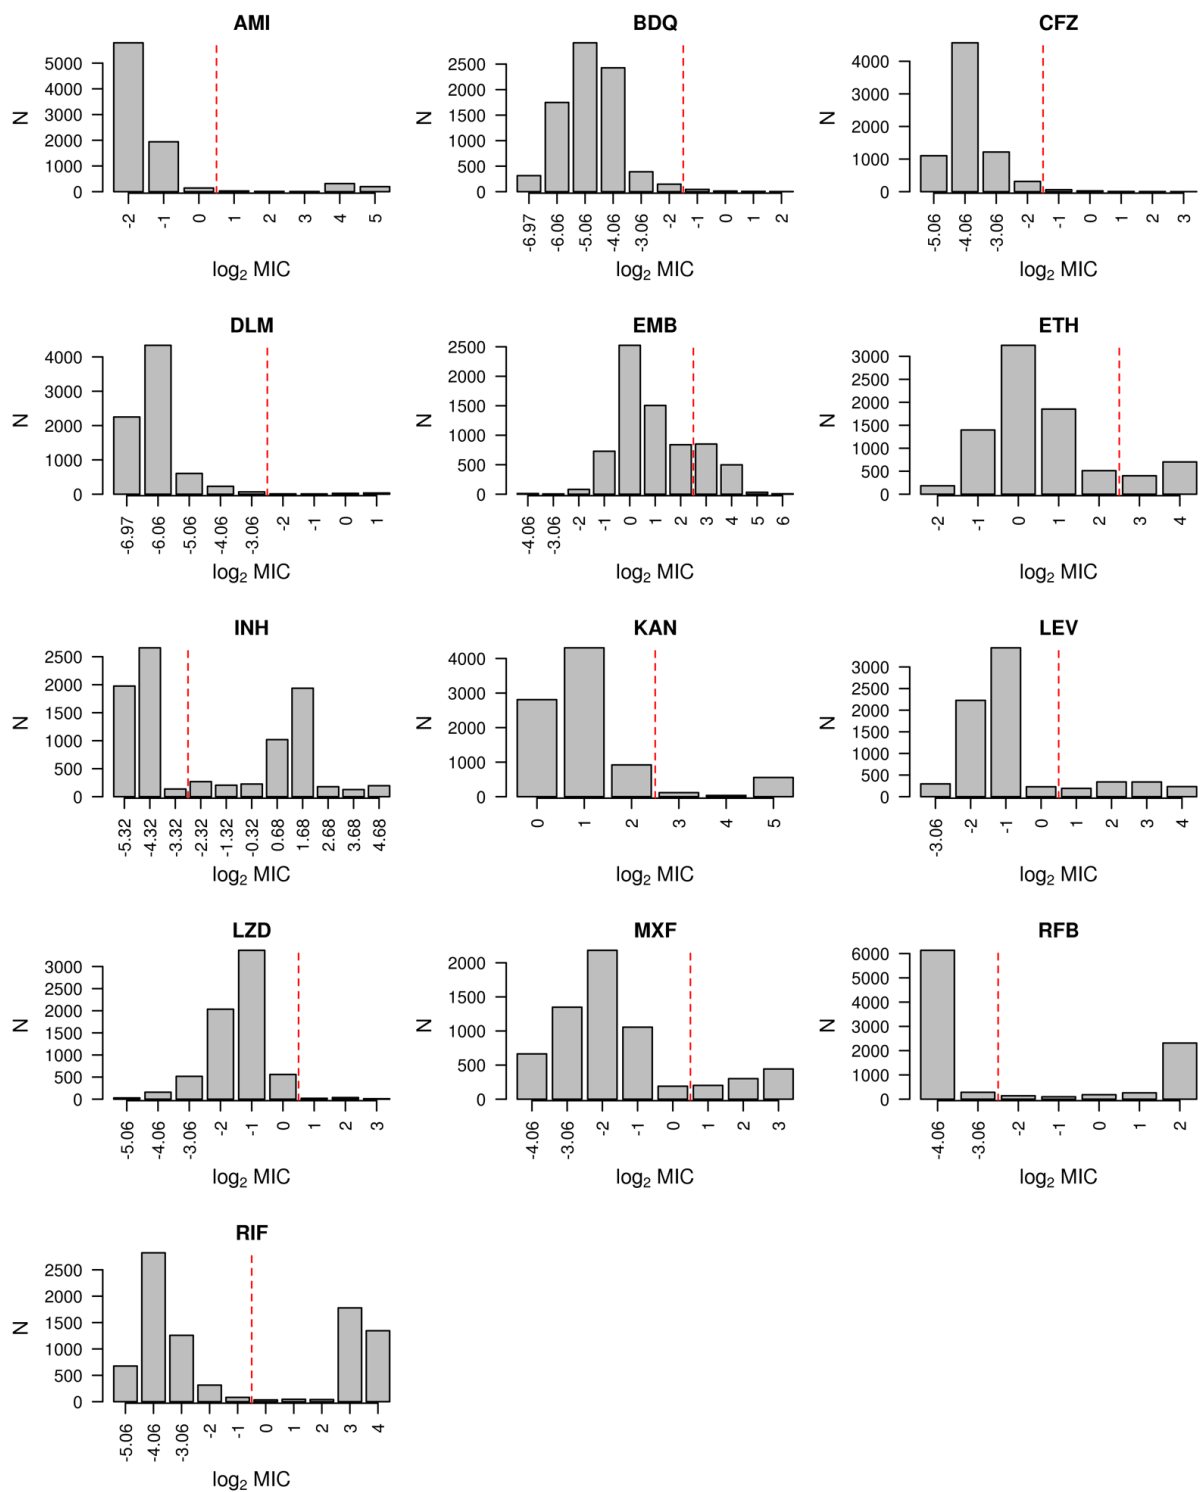 AMI
BDQ
CFZ
N
5000
4000
3000
2000
1000
0
-2 -1 0 1 2 3 4 5
log2 MIC
N
2500
2000
1500
1000
500
0
-6.97 -6.06 -5.06 -4.06 -3.06 -2 -1 0 1 2
log2 MIC
N
4000
3000
2000
1000
0
-5.06 -4.06 -3.06 -2 -1 0 1 2 3
log2 MIC
DLM
EMB
ETH
N
4000
3000
2000
1000
0
-6.97 -6.06 -5.06 -4.06 -3.06 -2 -1 0 1
log2 MIC
N
2500
2000
1500
1000
500
0
-4.06 -3.06 -2 -1 0 1 2 3 4 5 6
log2 MIC
N
3000
2500
2000
1500
1000
500
0
-2 -1 0 1 2 3 4
log2 MIC
INH
KAN
LEV
N
2500
2000
1500
1000
500
0
-5.32 -4.32 -3.32 -2.32 -1.32 -0.32 0.68 1.68 2.68 3.68 4.68
log2 MIC
N
4000
3000
2000
1000
0
0 1 2 3 4 5
log2 MIC
N
3000
2500
2000
1500
1000
500
0
-3.06 -2 -1 0 1 2 3 4
log2 MIC
LZD
MXF
RFB
N
3000
2500
2000
1500
1000
500
0
-5.06 -4.06 -3.06 -2 -1 0 1 2 3
log2 MIC
N
2000
1500
1000
500
0
-4.06 -3.06 -2 -1 0 1 2 3
log2 MIC
N
6000
5000
4000
3000
2000
1000
0
-4.06 -3.06 -2 -1 0 1 2
log2 MIC
RIF
N
2500
2000
1500
1000
500
0
-5.06 -4.06 -3.06 -2 -1 0 1 2 3 4
log2 MIC